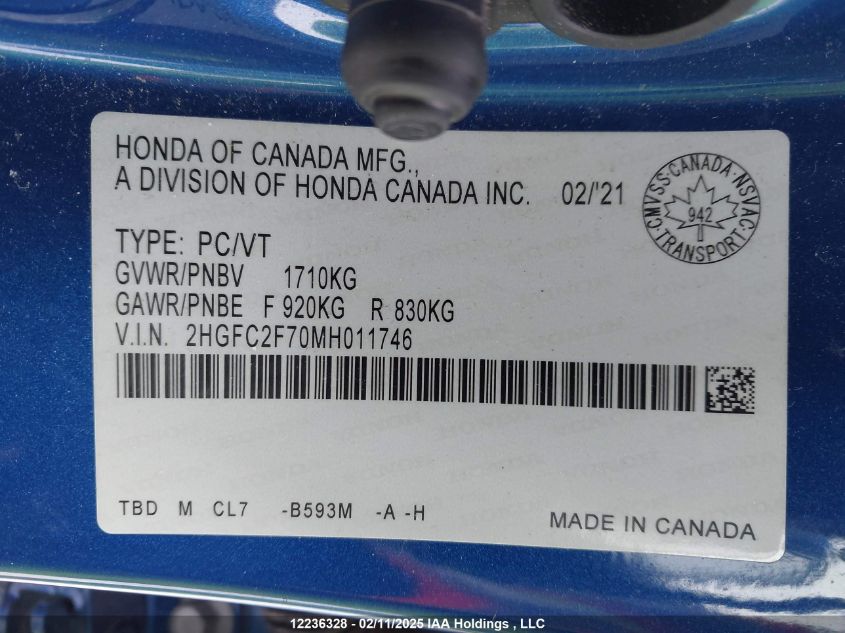 HONDA OF CANADA MFG.,
A DIVISION OF HONDA CANADA INC. 02/'21
CMVSS·CANADA·NSVAC·TRANSPORT·
942
TYPE: PC/VT
GVWR/PNBV 1710KG
GAWR/PNBE F 920KG R 830KG
V.I.N. 2HGFC2F70MH011746
TBD M CL7 -B593M -A -H
MADE IN CANADA
12236328 - 02/11/2025 IAA Holdings , LLC